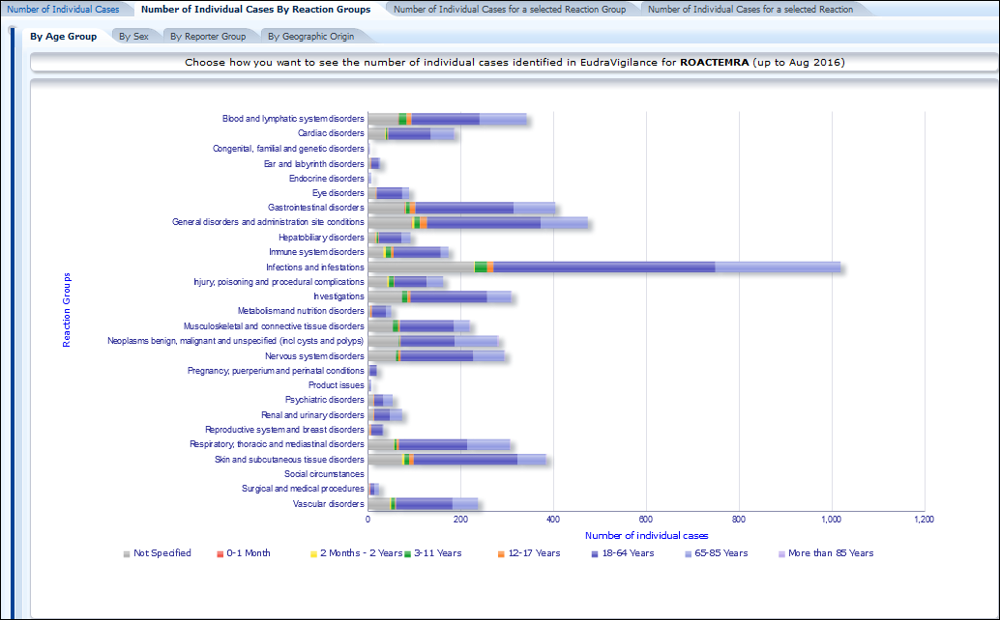 Number of Individual Cases
Number of Individual Cases By Reaction Groups
Number of Individual Cases for a selected Reaction Group
Number of Individual Cases for a selected Reaction
By Age Group
By Sex
By Reporter Group
By Geographic Origin
Choose how you want to see the number of individual cases identified in EudraVigilance for ROACTEMRA (up to Aug 2016)
Reaction Groups
Blood and lymphatic system disorders
Cardiac disorders
Congenital, familial and genetic disorders
Ear and labyrinth disorders
Endocrine disorders
Eye disorders
Gastrointestinal disorders
General disorders and administration site conditions
Hepatobiliary disorders
Immune system disorders
Infections and infestations
Injury, poisoning and procedural complications
Investigations
Metabolism and nutrition disorders
Musculoskeletal and connective tissue disorders
Neoplasms benign, malignant and unspecified (incl cysts and polyps)
Nervous system disorders
Pregnancy, puerperium and perinatal conditions
Product issues
Psychiatric disorders
Renal and urinary disorders
Reproductive system and breast disorders
Respiratory, thoracic and mediastinal disorders
Skin and subcutaneous tissue disorders
Social circumstances
Surgical and medical procedures
Vascular disorders
0 200 400 600 800 1,000 1,200
Number of individual cases
Not Specified 0-1 Month 2 Months - 2 Years 3-11 Years 12-17 Years 18-64 Years 65-85 Years More than 85 Years